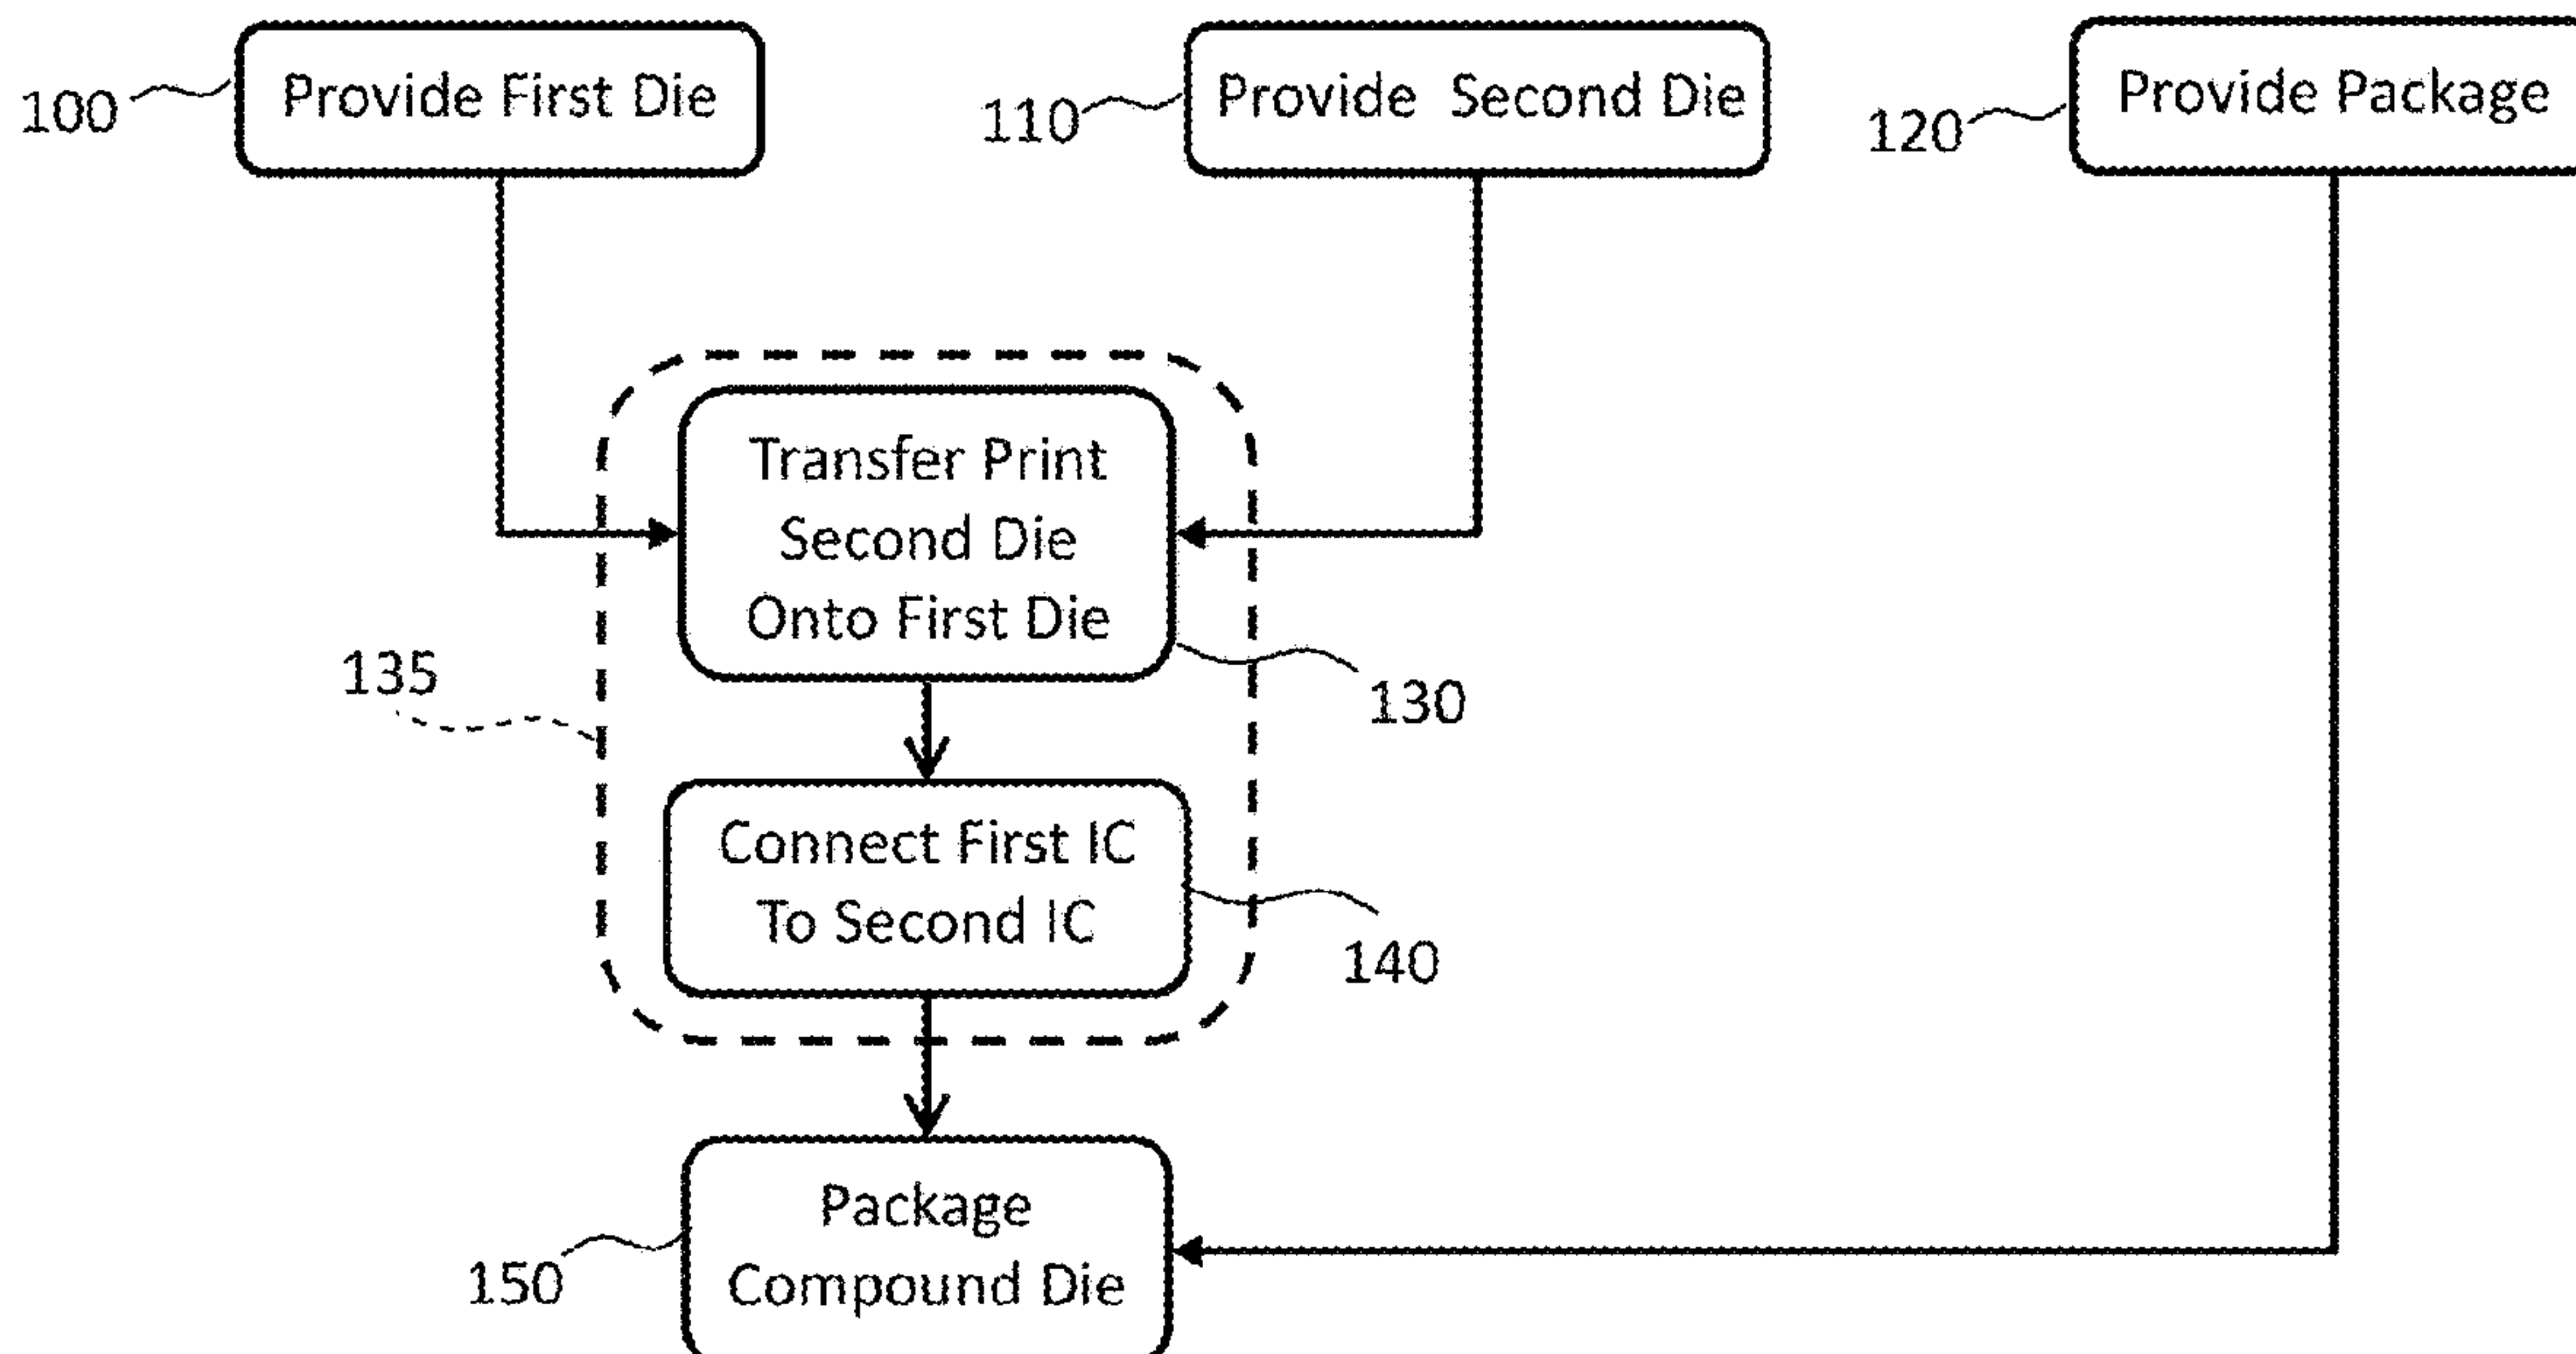 100
Provide First Die
110
Provide Second Die
120
Provide Package
Transfer Print
Second Die
Onto First Die
135
130
Connect First IC
To Second IC
140
Package
Compound Die
150